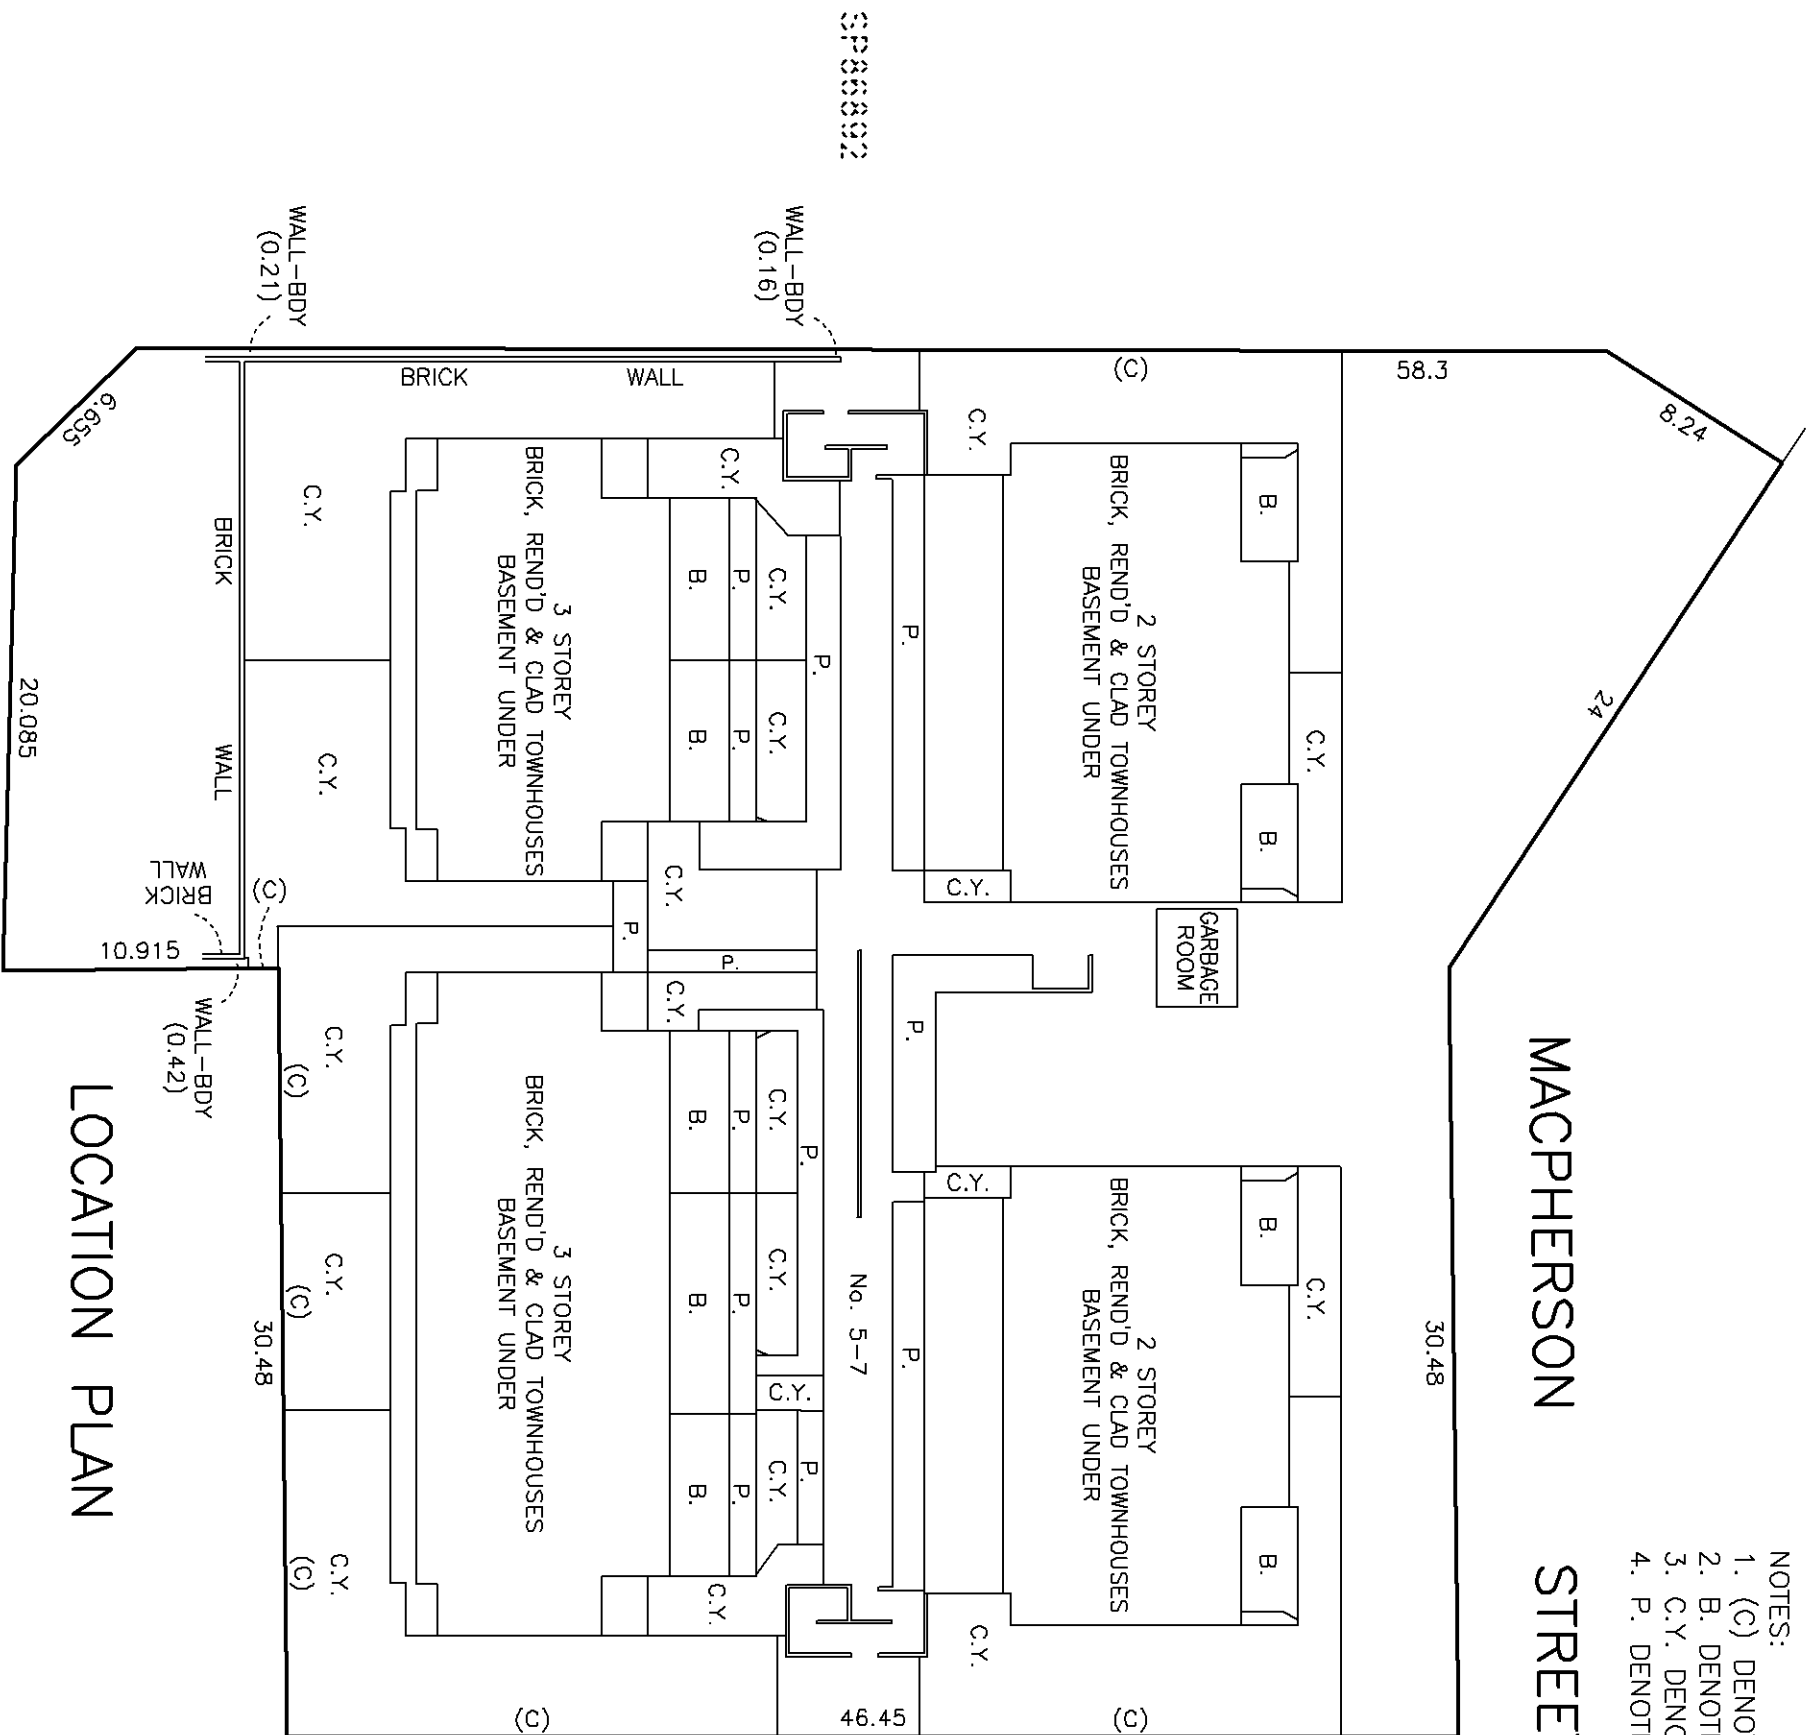 SP86892
NOTES:
1. (C) DENO
2. B. DENOT
3. C.Y. DENO
4. P. DENOT
MACPHERSON STREET
8.24
24
58.3
30.48
(C)
C.Y.
B.
B.
C.Y.
2 STOREY
BRICK, REND'D & CLAD TOWNHOUSES
BASEMENT UNDER
C.Y.
P.
GARBAGE
ROOM
P.
C.Y.
B.
B.
C.Y.
2 STOREY
BRICK, REND'D & CLAD TOWNHOUSES
BASEMENT UNDER
C.Y.
(C)
P.
46.45
No. 5-7
WALL-BDY
(0.16)
P.
C.Y.
C.Y.
C.Y.
P.
P.
B.
B.
3 STOREY
BRICK, REND'D & CLAD TOWNHOUSES
BASEMENT UNDER
C.Y.
P.
P.
C.Y.
P.
P.
C.Y.
C.Y.
C.Y.
C.Y.
P.
P.
P.
B.
B.
B.
C.Y.
3 STOREY
BRICK, REND'D & CLAD TOWNHOUSES
BASEMENT UNDER
(C)
BRICK WALL
WALL-BDY
(0.21)
C.Y.
C.Y.
C.Y.
C.Y.
C.Y.
(C)
(C)
(C)
(C)
30.48
BRICK WALL
BRICK
WALL
WALL-BDY
(0.42)
10.915
6.655
20.085
LOCATION PLAN